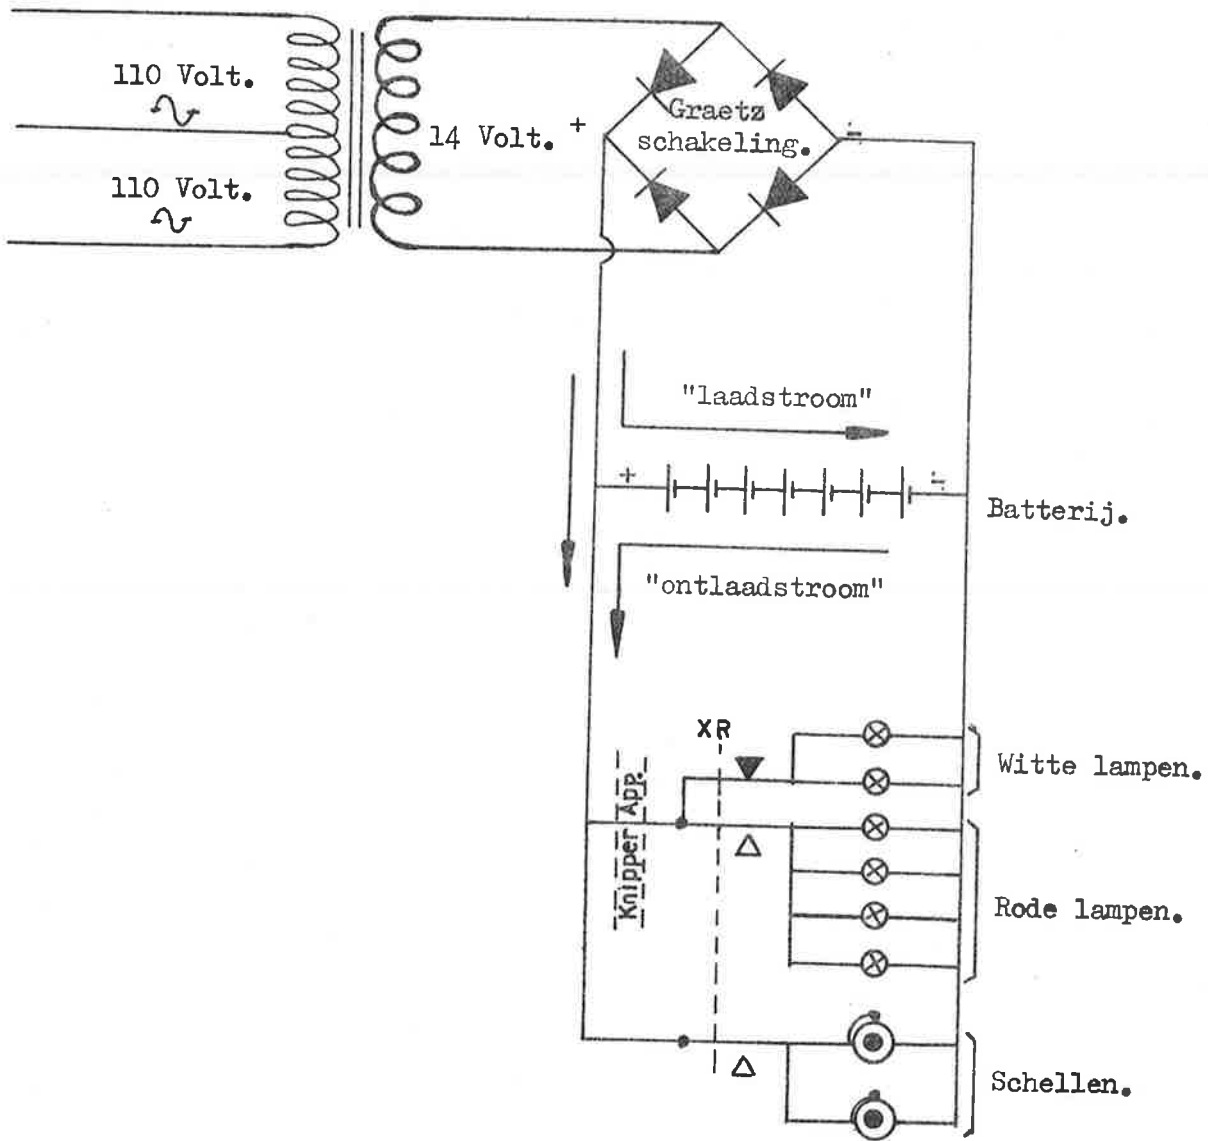 110 Volt.
110 Volt.
14 Volt.
+
Graetz
schakeling.
"laadstroom"
+
Batterij.
"ontlaadstroom"
XR
Knipper App.
Witte lampen.
Rode lampen.
Schellen.